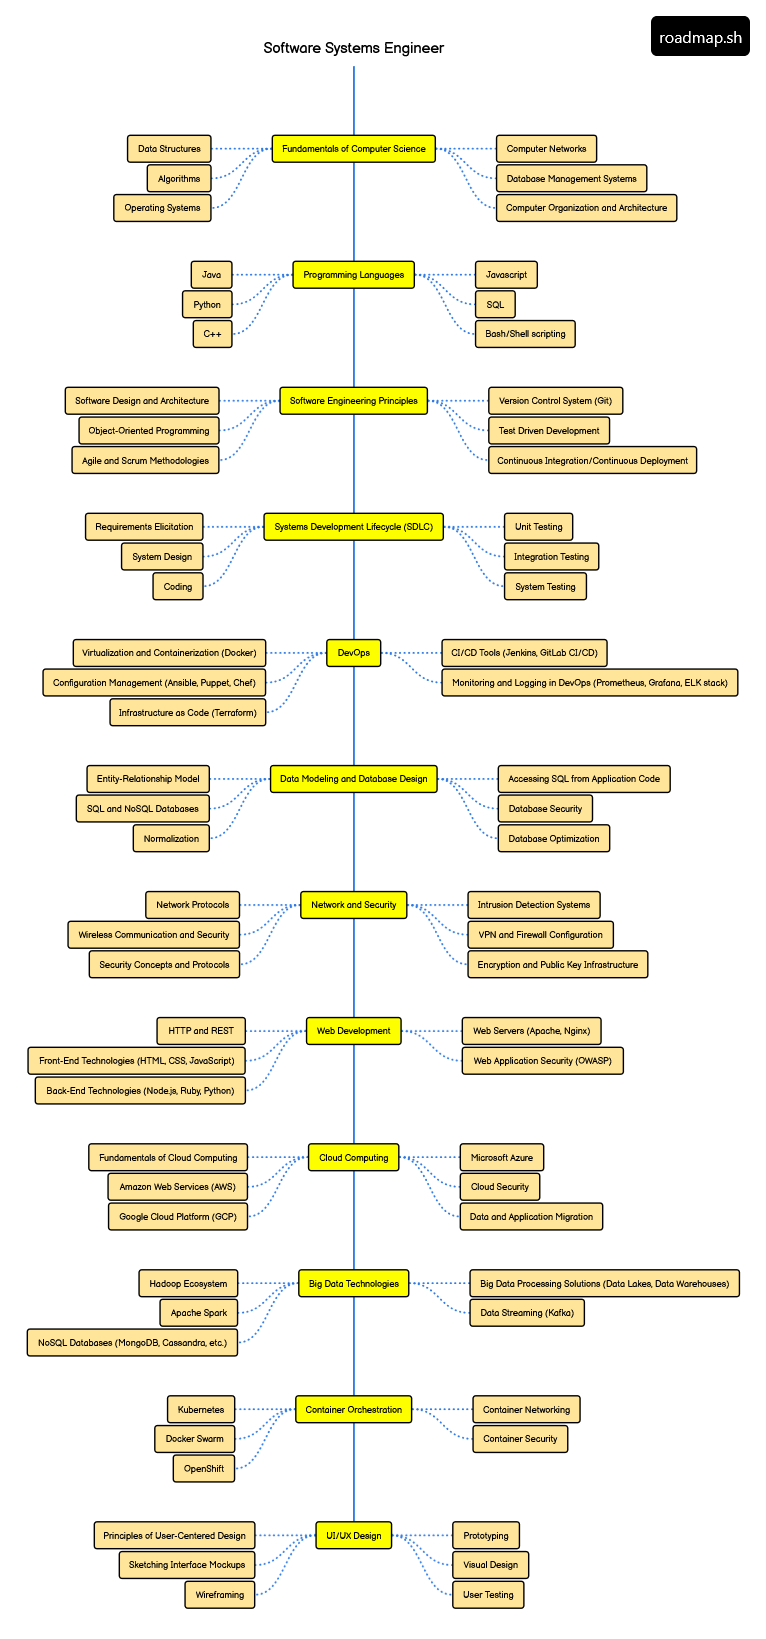 roadmap.sh
Software Systems Engineer
Fundamentals of Computer Science
Data Structures
Algorithms
Operating Systems
Computer Networks
Database Management Systems
Computer Organization and Architecture
Programming Languages
Java
Python
C++
Javascript
SQL
Bash/Shell scripting
Software Engineering Principles
Software Design and Architecture
Object-Oriented Programming
Agile and Scrum Methodologies
Version Control System (Git)
Test Driven Development
Continuous Integration/Continuous Deployment
Systems Development Lifecycle (SDLC)
Requirements Elicitation
System Design
Coding
Unit Testing
Integration Testing
System Testing
DevOps
Virtualization and Containerization (Docker)
Configuration Management (Ansible, Puppet, Chef)
Infrastructure as Code (Terraform)
CI/CD Tools (Jenkins, GitLab CI/CD)
Monitoring and Logging in DevOps (Prometheus, Grafana, ELK stack)
Data Modeling and Database Design
Entity-Relationship Model
SQL and NoSQL Databases
Normalization
Accessing SQL from Application Code
Database Security
Database Optimization
Network and Security
Network Protocols
Wireless Communication and Security
Security Concepts and Protocols
Intrusion Detection Systems
VPN and Firewall Configuration
Encryption and Public Key Infrastructure
Web Development
HTTP and REST
Front-End Technologies (HTML, CSS, JavaScript)
Back-End Technologies (Node.js, Ruby, Python)
Web Servers (Apache, Nginx)
Web Application Security (OWASP)
Cloud Computing
Fundamentals of Cloud Computing
Amazon Web Services (AWS)
Google Cloud Platform (GCP)
Microsoft Azure
Cloud Security
Data and Application Migration
Big Data Technologies
Hadoop Ecosystem
Apache Spark
NoSQL Databases (MongoDB, Cassandra, etc.)
Big Data Processing Solutions (Data Lakes, Data Warehouses)
Data Streaming (Kafka)
Container Orchestration
Kubernetes
Docker Swarm
OpenShift
Container Networking
Container Security
UI/UX Design
Principles of User-Centered Design
Sketching Interface Mockups
Wireframing
Prototyping
Visual Design
User Testing